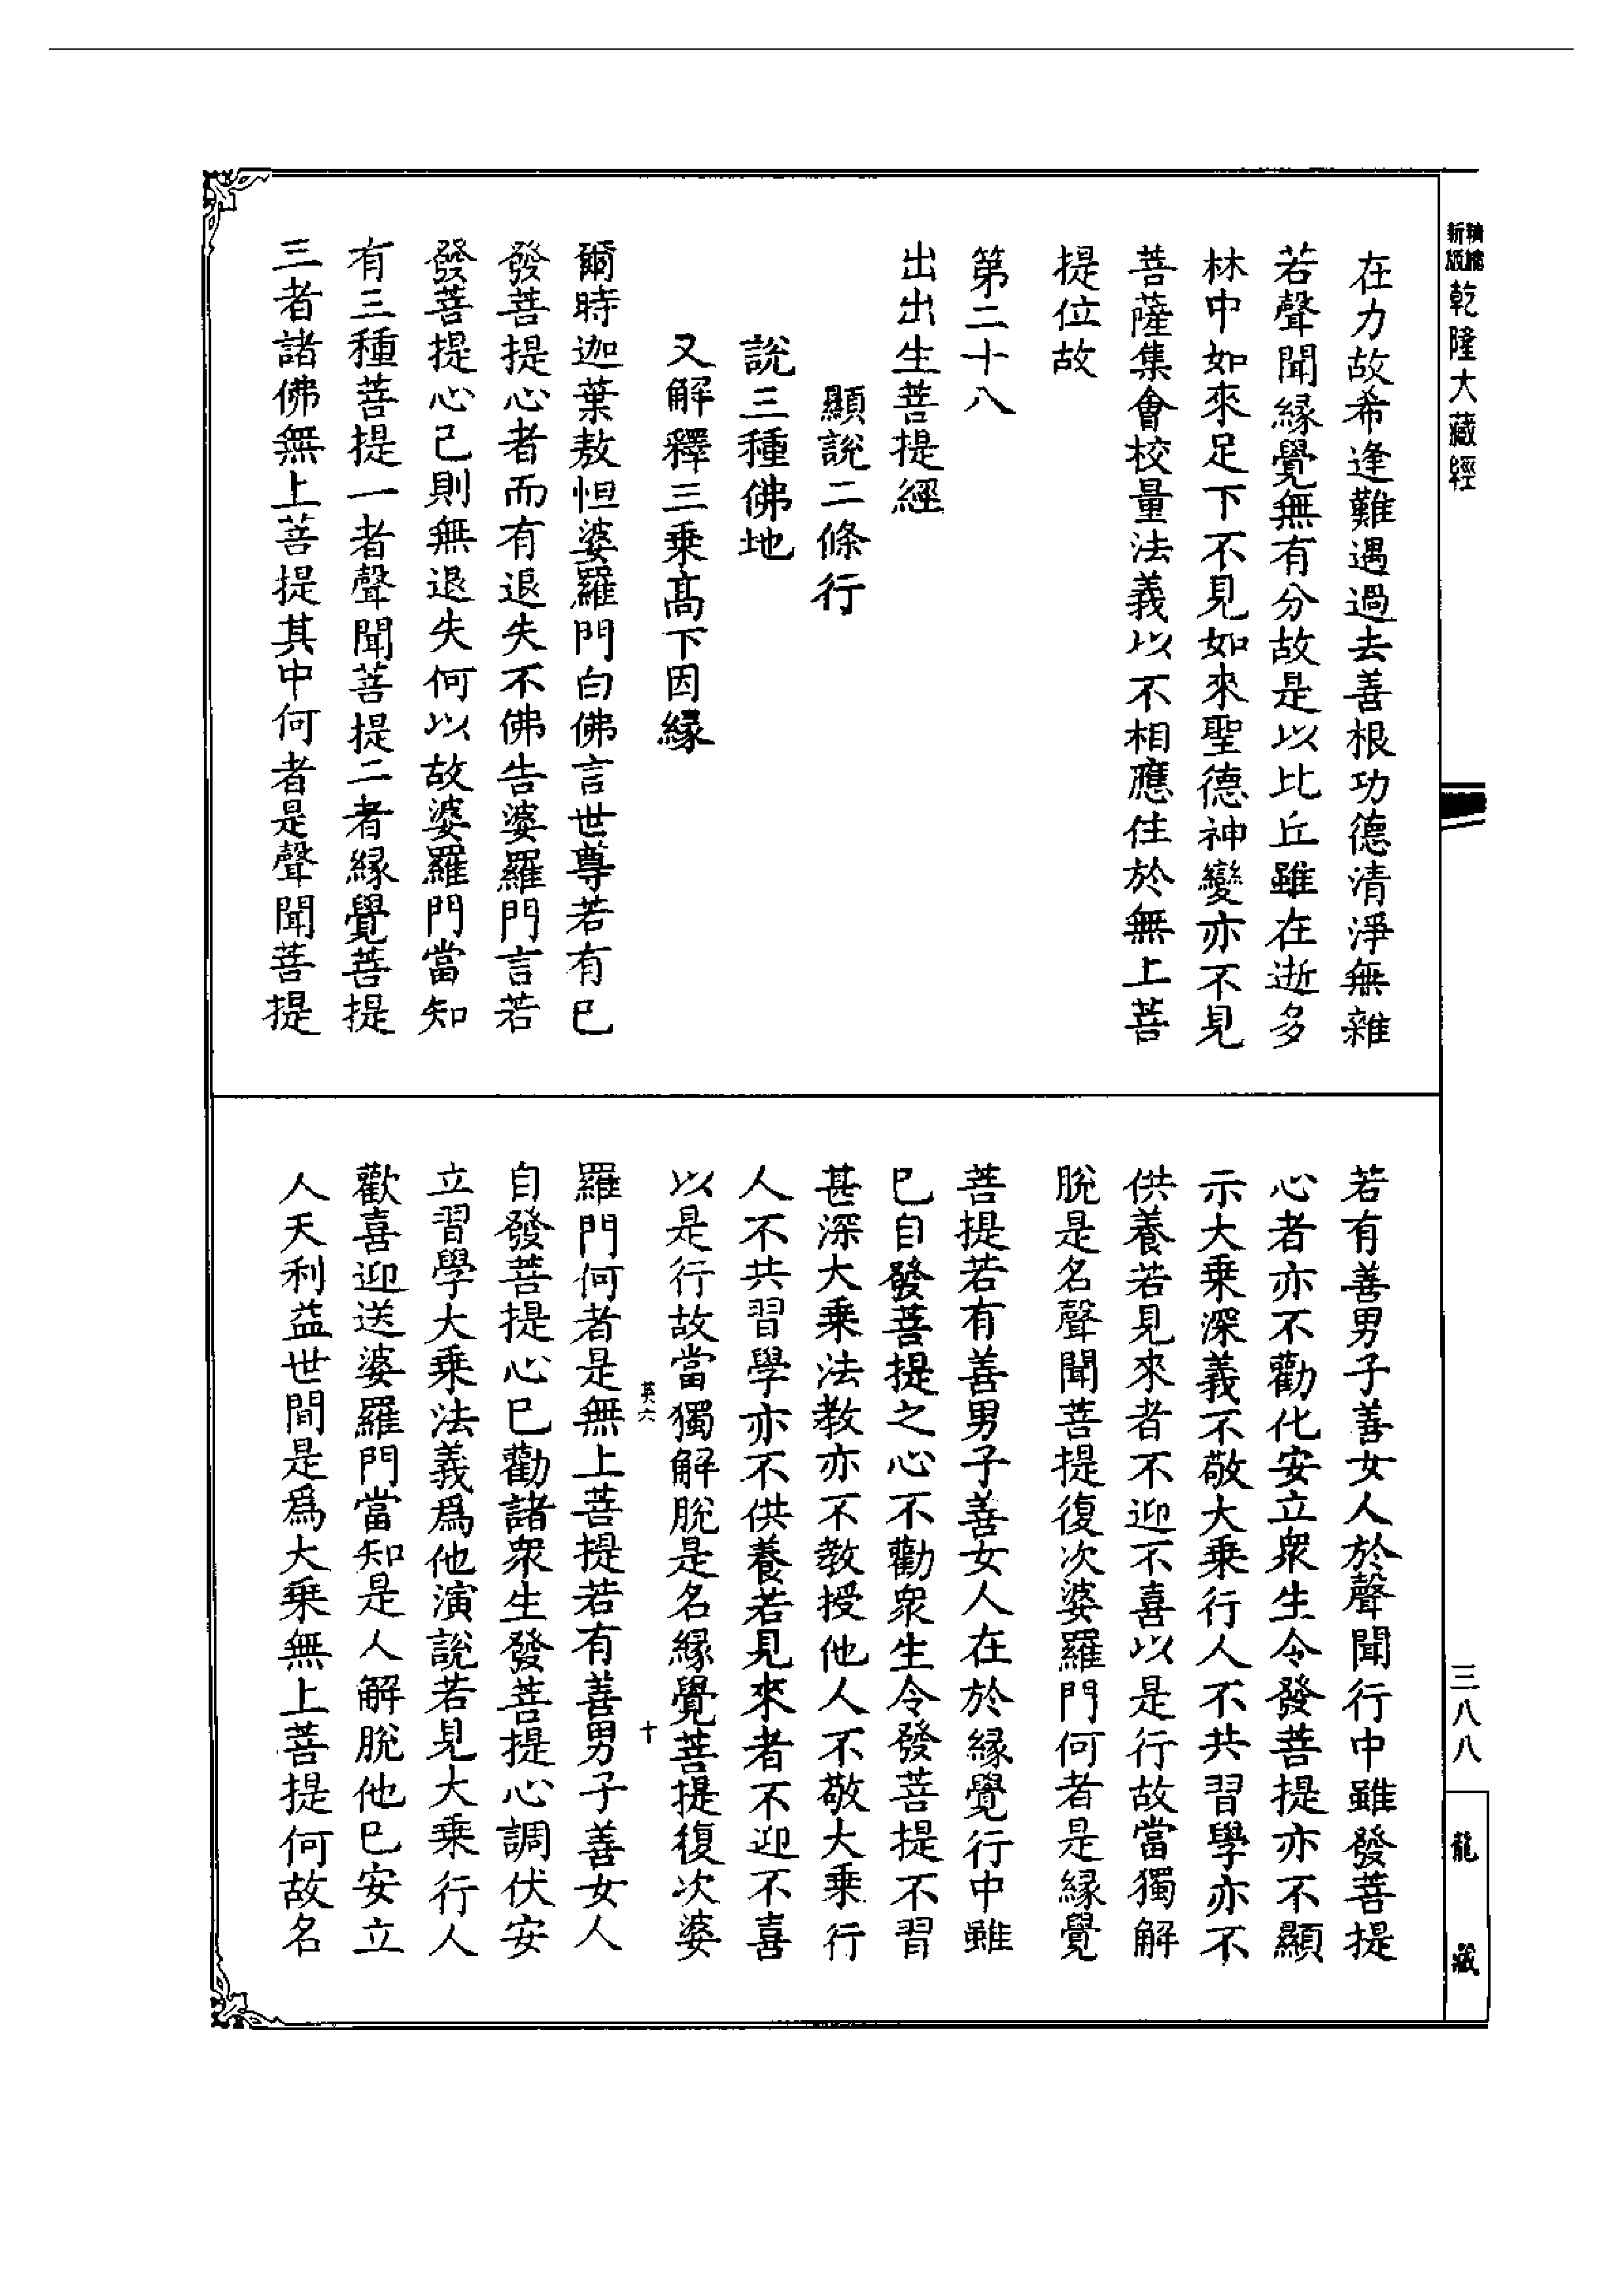 新版 精縮 乾隆大藏經
在力故希逢難遇過去善根功德清淨無雜
若聲聞緣覺無有分故是以比丘雖在逝多
林中如來足下不見如來聖德神變亦不見
菩薩集會校量法義以不相應住於無上菩
提位故
第二十八
出出生菩提經
顯說二條行
說三種佛地
又解釋三乘高下因緣
爾時迦葉敖怛婆羅門白佛言世尊若有已
發菩提心者而有退失不佛告婆羅門言若
發菩提心已則無退失何以故婆羅門當知
有三種菩提一者聲聞菩提二者緣覺菩提
三者諸佛無上菩提其中何者是聲聞菩提
若有善男子善女人於聲聞行中雖發菩提
心者亦不勸化安立衆生令發菩提亦不顯
示大乘深義不敬大乘行人不共習學亦不
供養若見來者不迎不喜以是行故當獨解
脫是名聲聞菩提復次婆羅門何者是緣覺
菩提若有善男子善女人在於緣覺行中雖
已自發菩提之心不勸衆生令發菩提不習
甚深大乘法教亦不教授他人不敬大乘行
人不共習學亦不供養若見來者不迎不喜
以是行故當獨解脫是名緣覺菩提復次婆
英六 十
羅門何者是無上菩提若有善男子善女人
自發菩提心已勸諸衆生發菩提心調伏安
立習學大乘法義爲他演說若見大乘行人
歡喜迎送婆羅門當知是人解脫他已安立
人天利益世間是爲大乘無上菩提何故名
三八八
龍藏